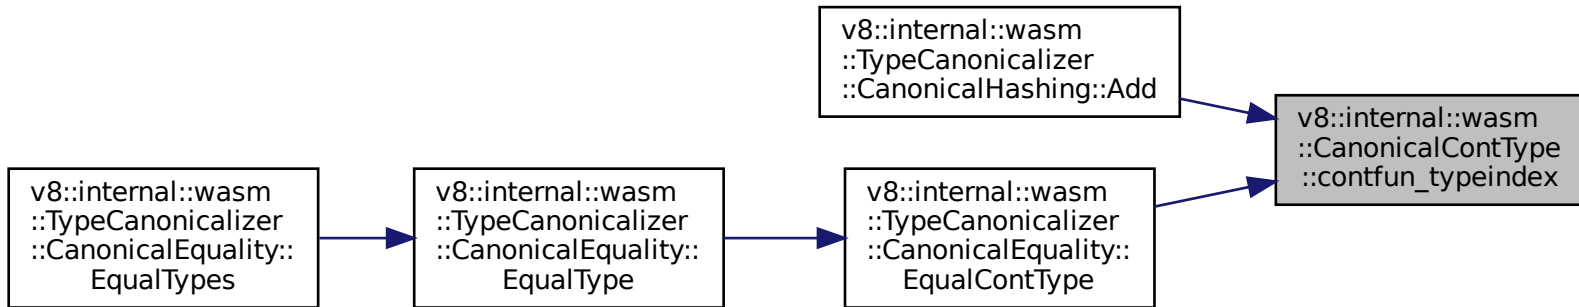 v8::internal::wasm
::TypeCanonicalizer
::CanonicalHashing::Add
v8::internal::wasm
::CanonicalContType
::contfun_typeindex
v8::internal::wasm
::TypeCanonicalizer
::CanonicalEquality::
EqualTypes
v8::internal::wasm
::TypeCanonicalizer
::CanonicalEquality::
EqualType
v8::internal::wasm
::TypeCanonicalizer
::CanonicalEquality::
EqualContType